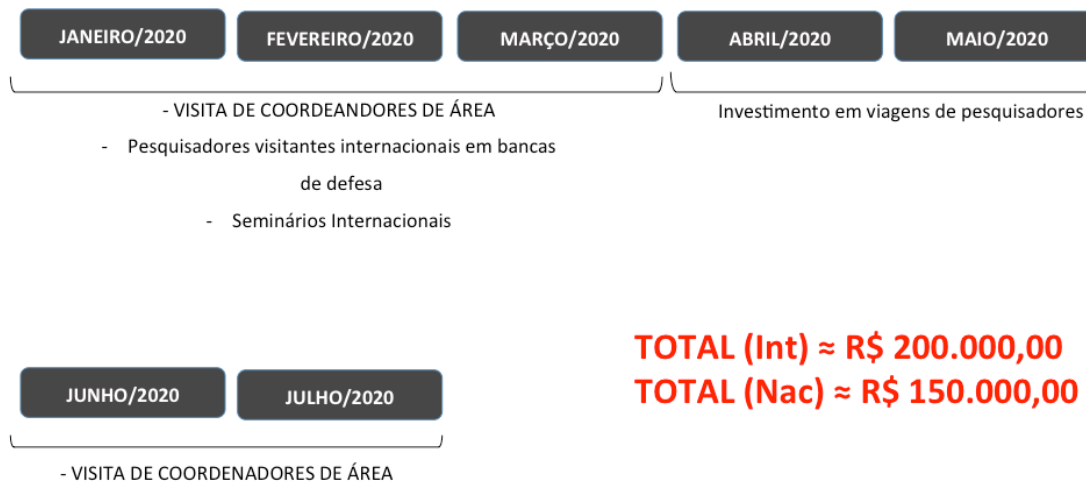 JANEIRO/2020
FEVEREIRO/2020
MARÇO/2020
ABRIL/2020
MAIO/2020
- VISITA DE COORDEANDORES DE ÁREA
- Pesquisadores visitantes internacionais em bancas
de defesa
- Seminários Internacionais
Investimento em viagens de pesquisadores
TOTAL (Int) ≈ R$ 200.000,00
TOTAL (Nac) ≈ R$ 150.000,00
JUNHO/2020
JULHO/2020
- VISITA DE COORDENADORES DE ÁREA